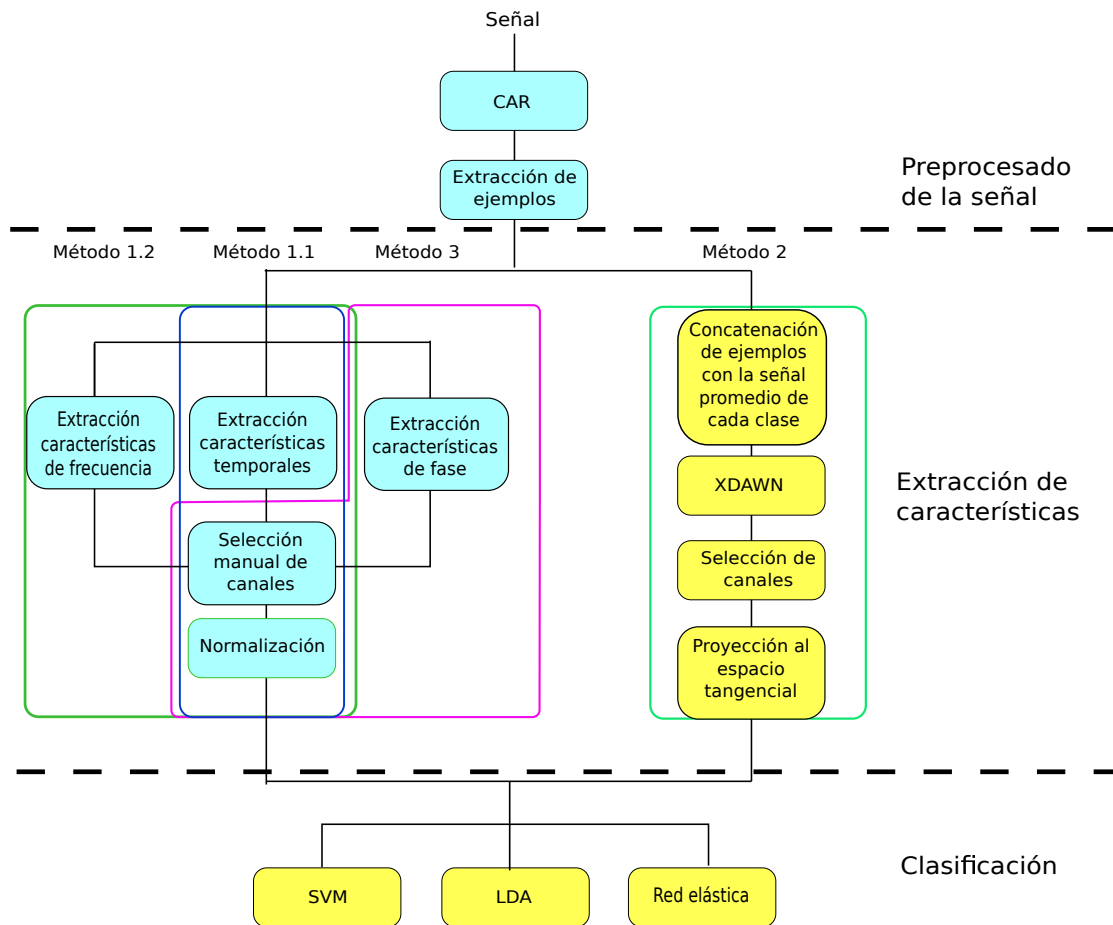 Señal
CAR
Extracción de
ejemplos
Preprocesado
de la señal
Método 1.2
Método 1.1
Método 3
Método 2
Extracción
características
de frecuencia
Extracción
características
temporales
Extracción
características
de fase
Selección
manual de
canales
Normalización
Concatenación
de ejemplos
con la señal
promedio de
cada clase
XDAWN
Selección de
canales
Proyección al
espacio
tangencial
Extracción de
características
SVM
LDA
Red elástica
Clasificación